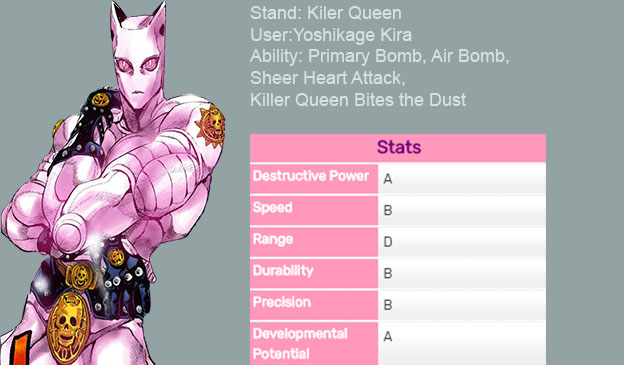 Stand: Kiler Queen
User:Yoshikage Kira
Ability: Primary Bomb, Air Bomb,
Sheer Heart Attack,
Killer Queen Bites the Dust
Stats
Destructive Power A
Speed B
Range D
Durability B
Precision B
Developmental
Potential A